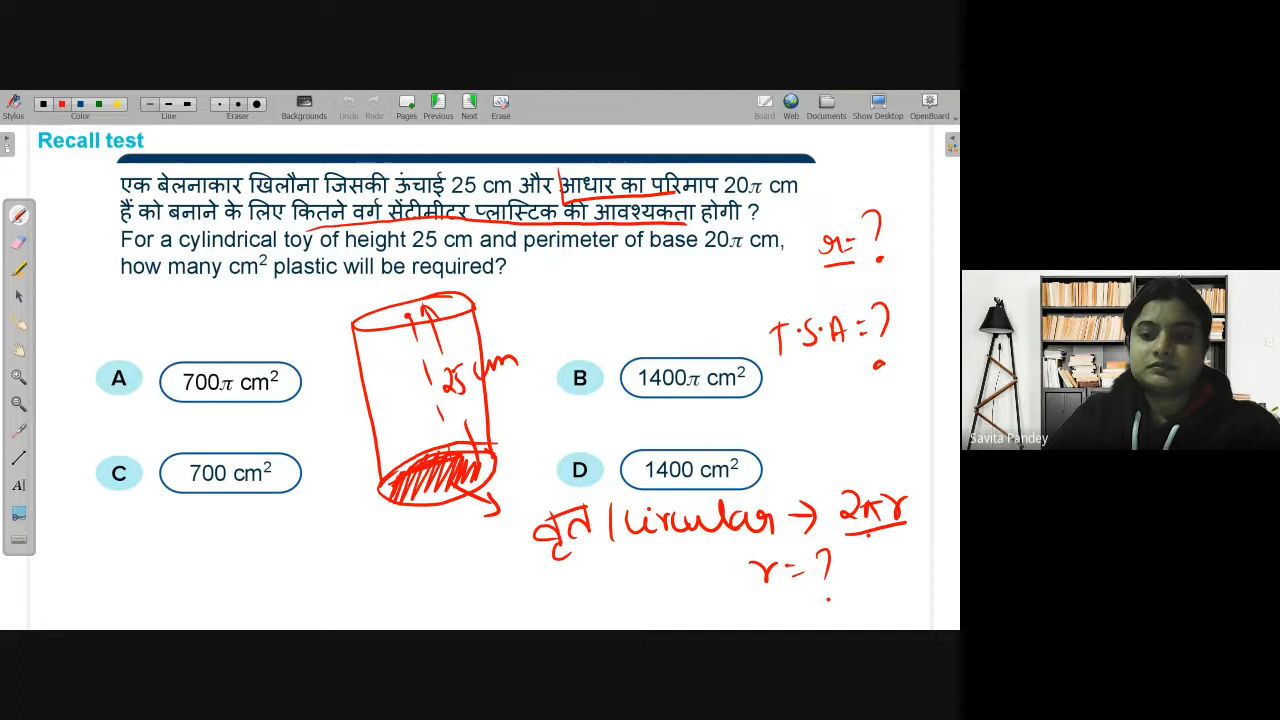 Stylus
Color
Line
Eraser
Backgrounds
Undo
Redo
Pages
Previous
Next
Erase
Board
Web
Documents
Show Desktop
OpenBoard
Recall test
एक बेलनाकार खिलौना जिसकी ऊंचाई 25 cm और आधार का परिमाप 20π cm
हैं को बनाने के लिए कितने वर्ग सेंटीमीटर प्लास्टिक की आवश्यकता होगी ?
For a cylindrical toy of height 25 cm and perimeter of base 20π cm,
how many cm² plastic will be required?
r=?
T.S.A=?
25 cm
A 700π cm²
B 1400π cm²
C 700 cm²
D 1400 cm²
वृत | Circular → 2πr
r=?
Savita Pandey